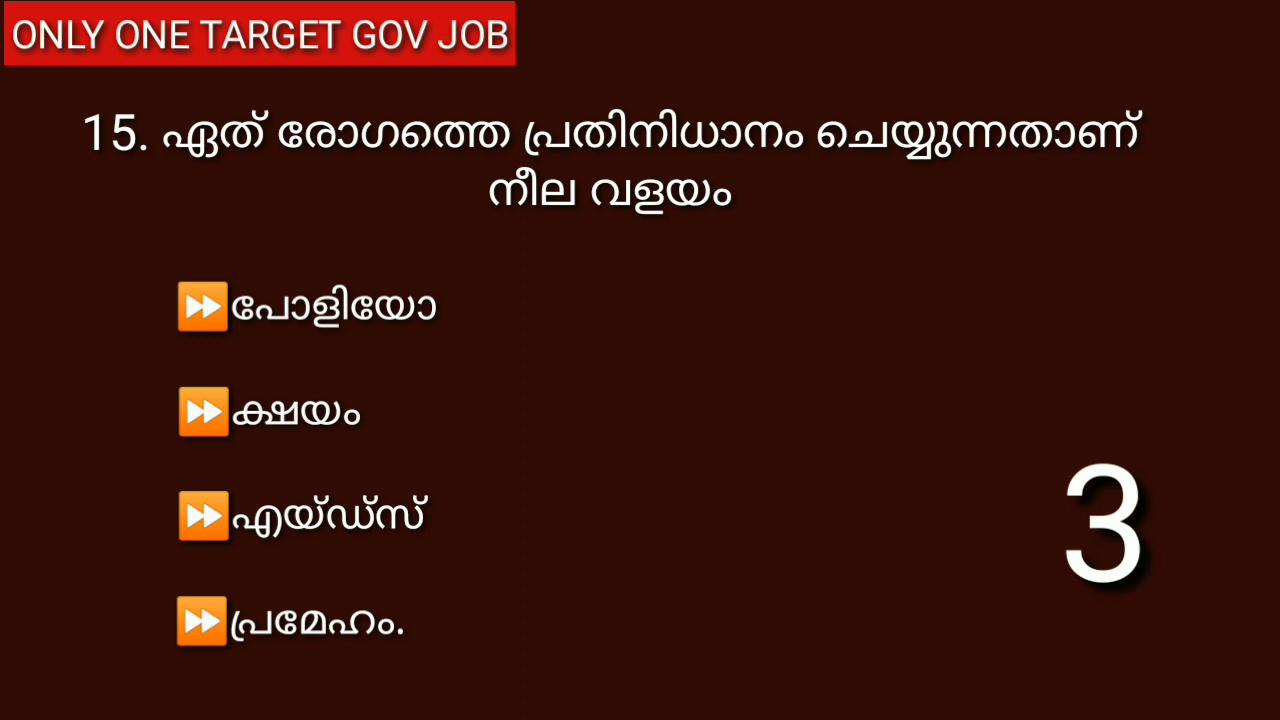 ONLY ONE TARGET GOV JOB
15. ഏത് രോഗത്തെ പ്രതിനിധാനം ചെയ്യുന്നതാണ്
നീല വളയം
⏩പോളിയോ
⏩ക്ഷയം
⏩എയ്ഡ്സ്
⏩പ്രമേഹം.
3